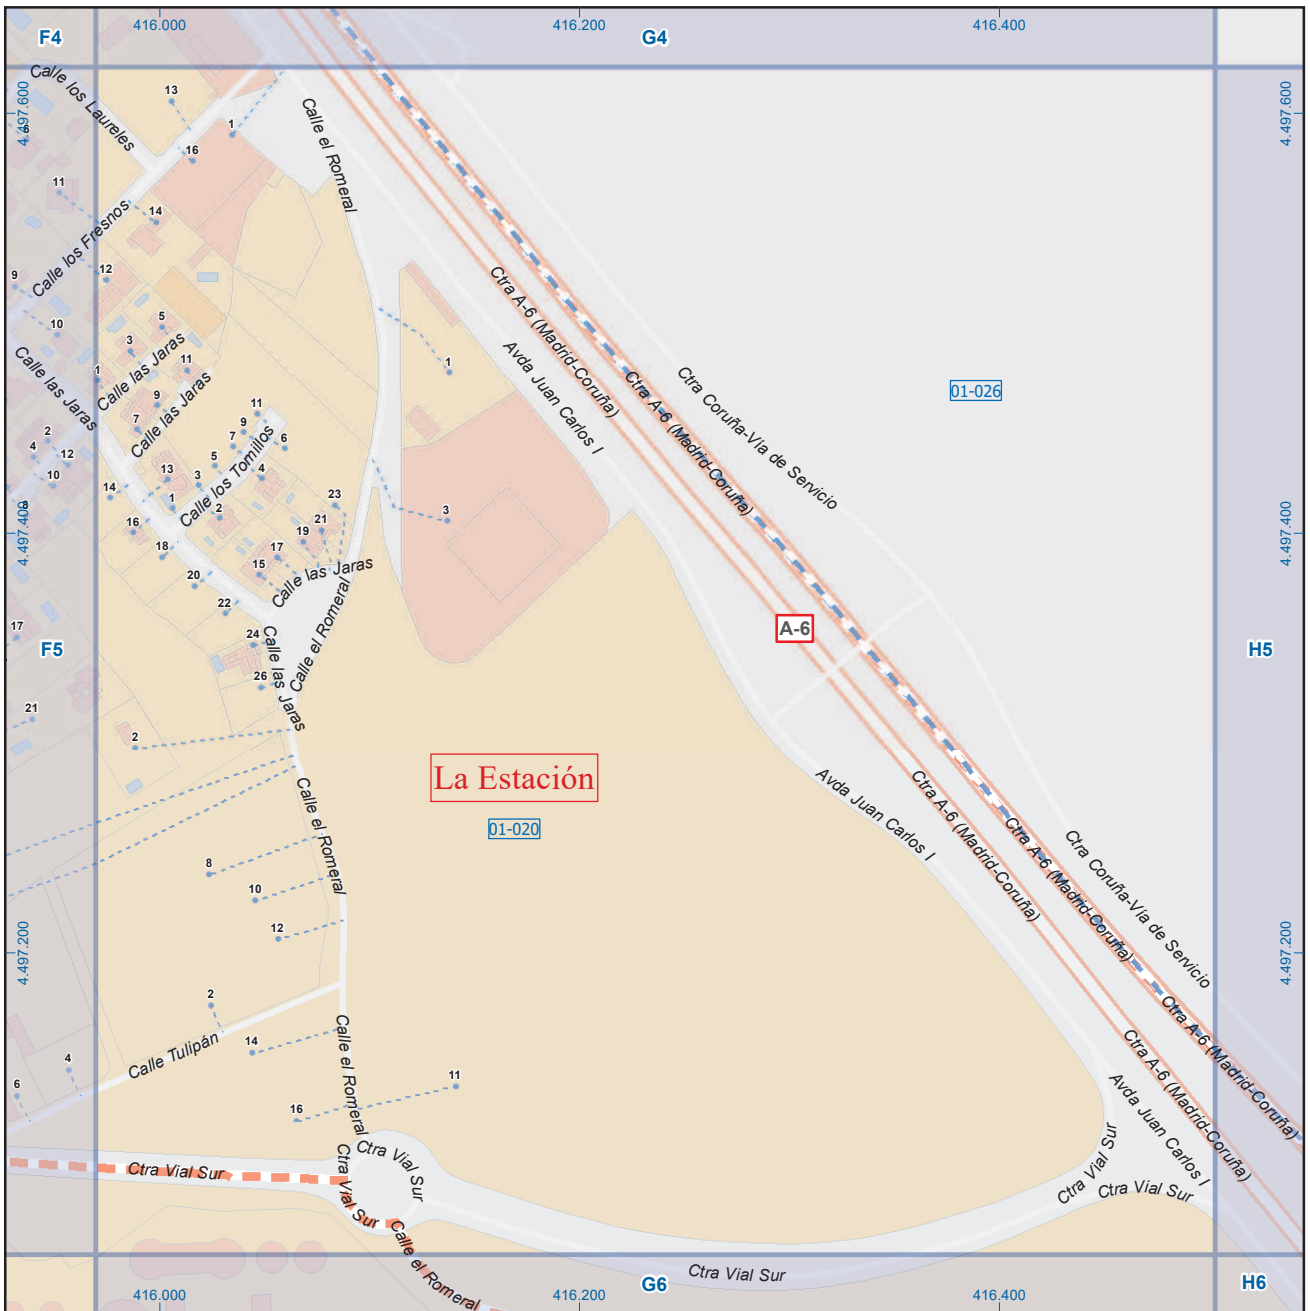 416.000
416.200
416.400
F4
G4
4.497.600
4.497.600
Calle los Laureles
13
1
16
6
Calle el Romeral
11
14
Calle los Fresnos
9
12
10
5
3
Calle las Jaras
11
1
Calle las Jaras
9
7
Calle las Jaras
11
9
7
6
2
4
12
10
5
4
13
3
Calle los Tomillos
14
1
2
8
16
18
23
21
19
17
15
Calle las Jaras
20
22
Calle el Romeral
24
Calle las Jaras
26
1
3
Ctra A-6 (Madrid-Coruña)
Avda Juan Carlos I
Ctra A-6 (Madrid-Coruña)
Ctra Coruña-Vía de Servicio
01-026
4.497.400
4.497.400
A-6
17
F5
H5
21
2
La Estación
01-020
Calle el Romeral
8
10
12
Avda Juan Carlos I
Ctra A-6 (Madrid-Coruña)
Ctra A-6 (Madrid-Coruña)
Ctra Coruña-Vía de Servicio
4.497.200
4.497.200
2
Calle Tulipán
14
4
6
Calle el Romeral
11
16
Ctra A-6 (Madrid-Coruña)
Ctra A-6 (Madrid-Coruña)
Avda Juan Carlos I
Ctra Vial Sur
Ctra Vial Sur
Ctra Vial Sur
Ctra Vial Sur
Ctra Vial Sur
Calle el Romeral
Ctra Vial Sur
G6
H6
416.000
416.200
416.400